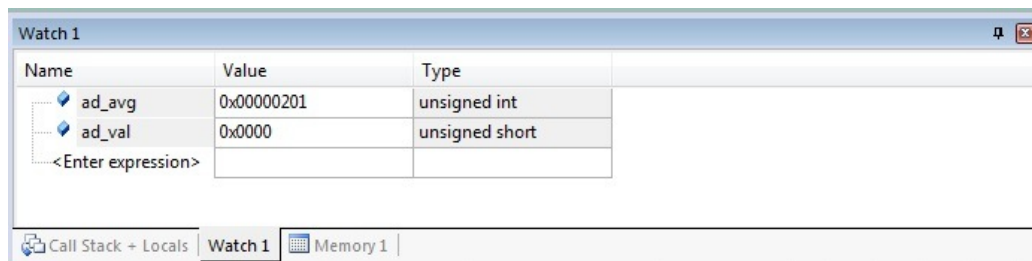 Watch 1
Name Value Type
ad_avg 0x00000201 unsigned int
ad_val 0x0000 unsigned short
<Enter expression>
Call Stack + Locals Watch 1 Memory 1